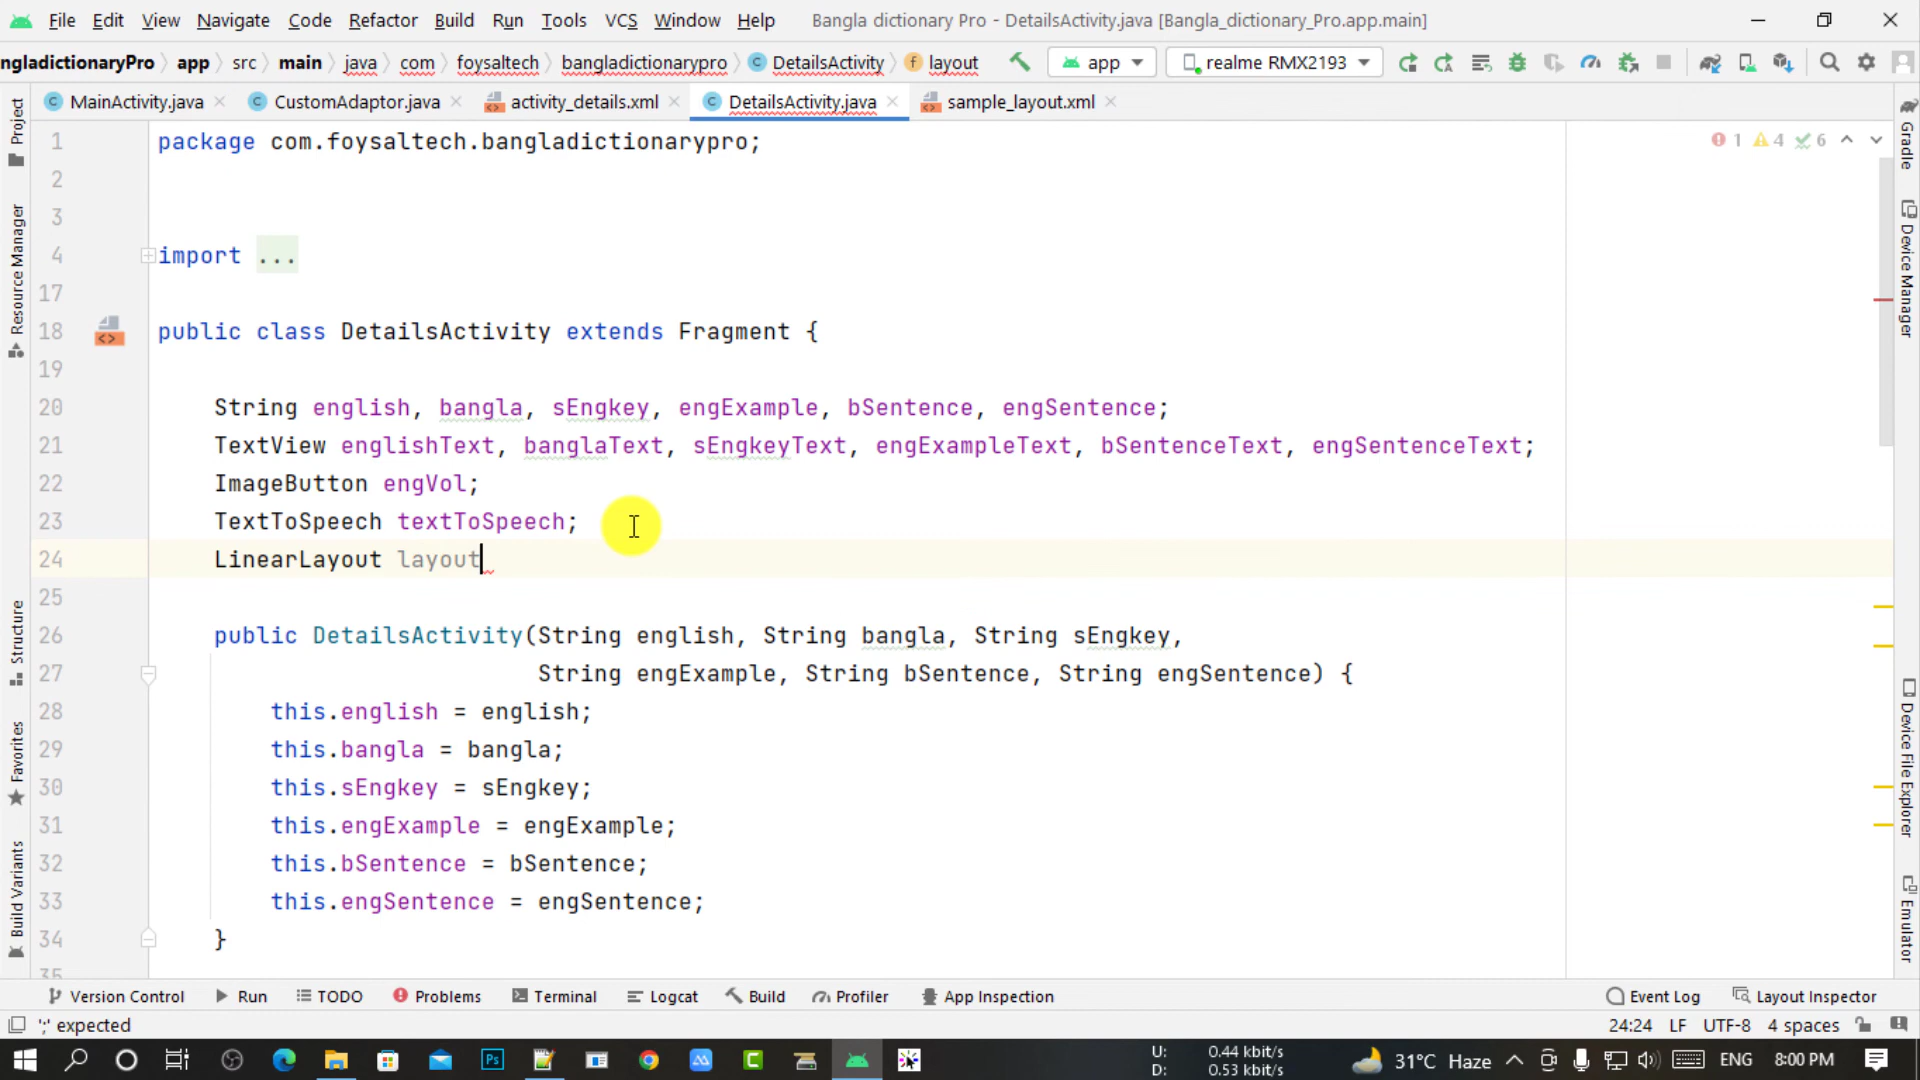 File Edit View Navigate Code Refactor Build Run Tools VCS Window Help Bangla dictionary Pro - DetailsActivity.java [Bangla_dictionary_Pro.app.main]
ngladictionaryPro app src main java com foysaltech bangladictionarypro DetailsActivity layout app realme RMX2193
MainActivity.java CustomAdaptor.java activity_details.xml DetailsActivity.java sample_layout.xml
Project
Resource Manager
Structure
Favorites
Build Variants
1 package com.foysaltech.bangladictionarypro; 1 4 6
2
3
4 import ...
17
18 public class DetailsActivity extends Fragment {
19
20 String english, bangla, sEngkey, engExample, bSentence, engSentence;
21 TextView englishText, banglaText, sEngkeyText, engExampleText, bSentenceText, engSentenceText;
22 ImageButton engVol;
23 TextToSpeech textToSpeech;
24 LinearLayout layout
25
26 public DetailsActivity(String english, String bangla, String sEngkey,
27 String engExample, String bSentence, String engSentence) {
28 this.english = english;
29 this.bangla = bangla;
30 this.sEngkey = sEngkey;
31 this.engExample = engExample;
32 this.bSentence = bSentence;
33 this.engSentence = engSentence;
34 }
35
Gradle
Device Manager
Device File Explorer
Emulator
Version Control Run TODO Problems Terminal Logcat Build Profiler App Inspection Event Log Layout Inspector
';' expected 24:24 LF UTF-8 4 spaces
Ps C U: 0.44 kbit/s 31°C Haze ENG 8:00 PM
D: 0.53 kbit/s